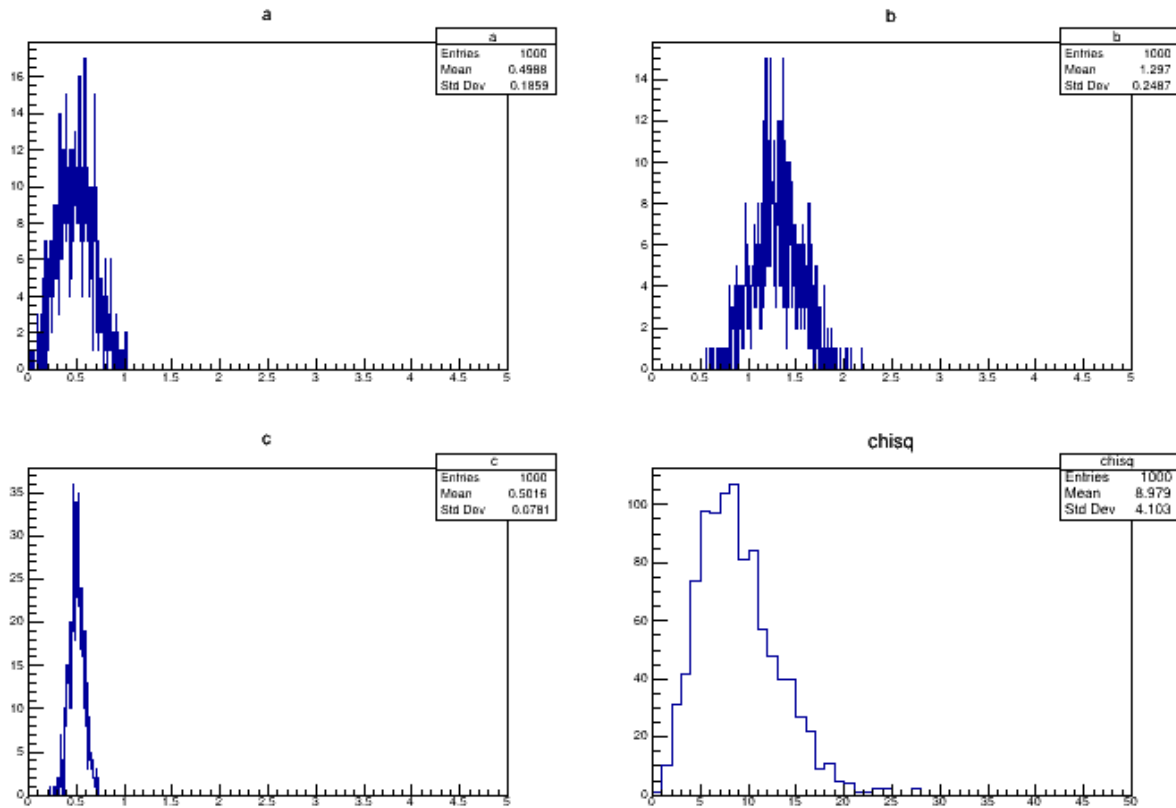 a
a
Entries 1000
Mean 0.4988
Std Dev 0.1859
16
14
12
10
8
6
4
2
0
0 0.5 1 1.5 2 2.5 3 3.5 4 4.5 5
b
b
Entries 1000
Mean 1.297
Std Dev 0.2487
14
12
10
8
6
4
2
0
0 0.5 1 1.5 2 2.5 3 3.5 4 4.5 5
c
c
Entries 1000
Mean 0.5016
Std Dev 0.0781
35
30
25
20
15
10
5
0
0 0.5 1 1.5 2 2.5 3 3.5 4 4.5 5
chisq
chisq
Entries 1000
Mean 8.979
Std Dev 4.103
100
80
60
40
20
0
0 5 10 15 20 25 30 35 40 45 50